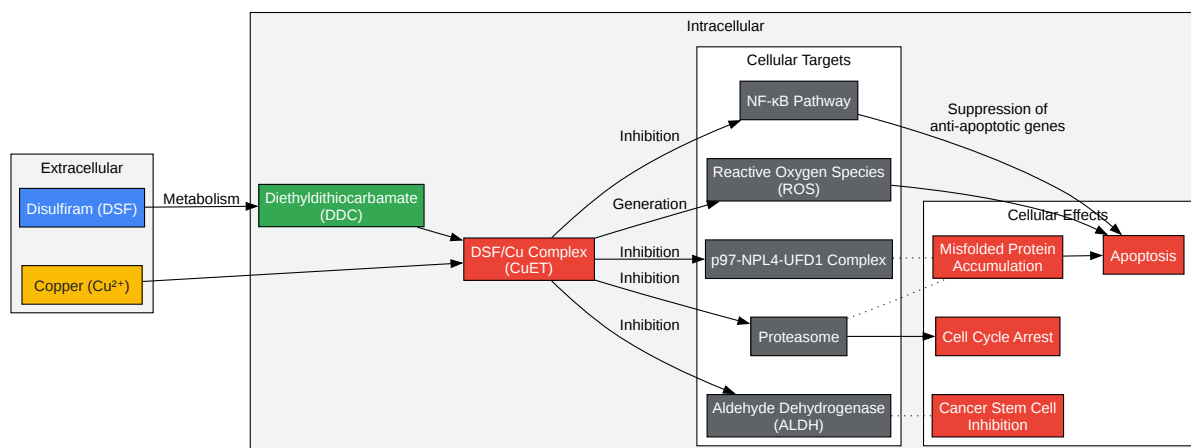 Intracellular
Cellular Targets
NF-κB Pathway
Suppression of
anti-apoptotic genes
Inhibition
Extracellular
Disulfiram (DSF)
Metabolism
Diethyldithiocarbamate
(DDC)
Reactive Oxygen Species
(ROS)
Generation
Cellular Effects
DSF/Cu Complex
(CuET)
Inhibition
p97-NPL4-UFD1 Complex
Misfolded Protein
Accumulation
Apoptosis
Copper (Cu²⁺)
Inhibition
Inhibition
Proteasome
Cell Cycle Arrest
Aldehyde Dehydrogenase
(ALDH)
Cancer Stem Cell
Inhibition